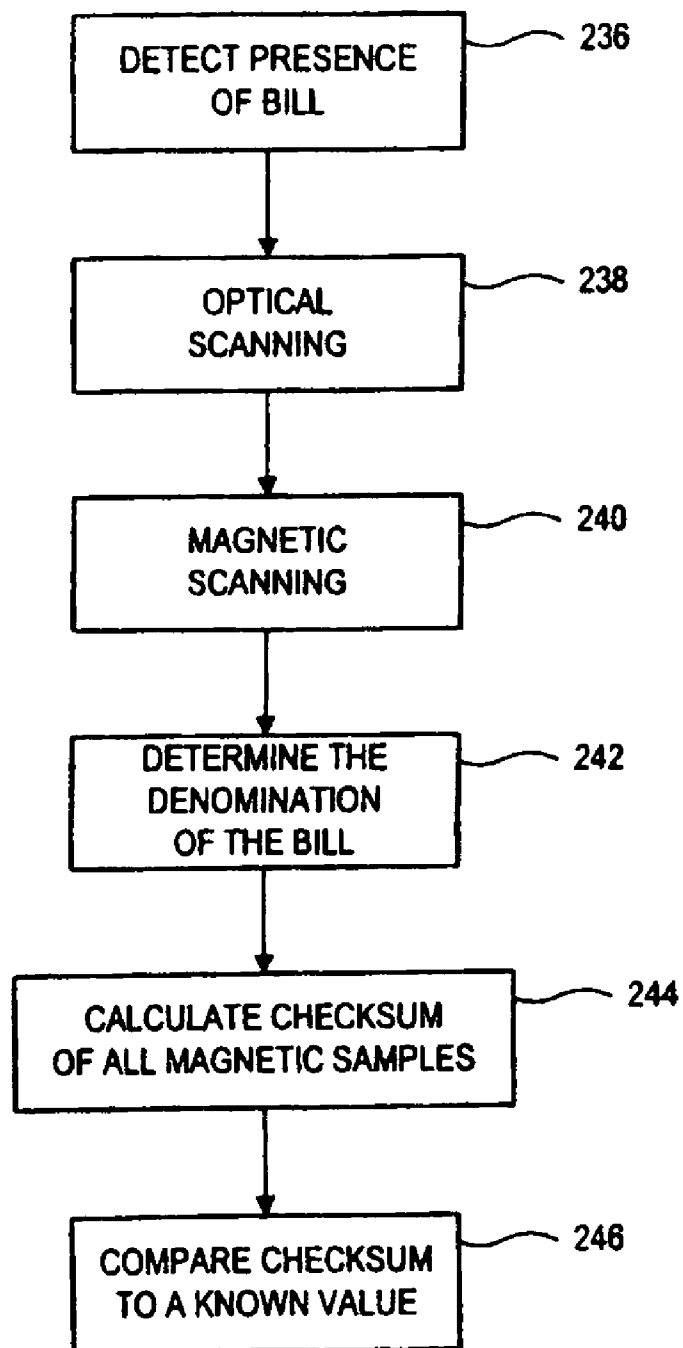 DETECT PRESENCE
OF BILL
236
OPTICAL
SCANNING
238
MAGNETIC
SCANNING
240
DETERMINE THE
DENOMINATION
OF THE BILL
242
CALCULATE CHECKSUM
OF ALL MAGNETIC SAMPLES
244
COMPARE CHECKSUM
TO A KNOWN VALUE
246